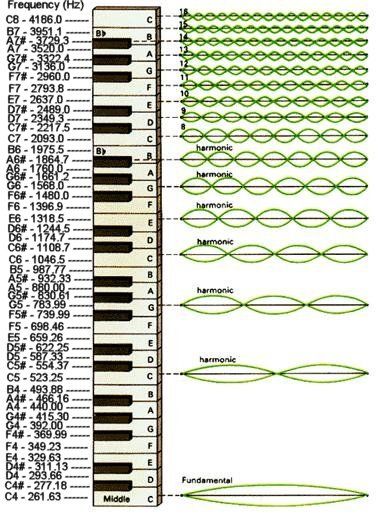 Frequency (Hz)
C8 - 4186.0
B7 - 3951.1
A7# - 3729.3
A7 - 3520.0
G7# - 3322.4
G7 - 3136.0
F7# - 2960.0
F7 - 2793.8
E7 - 2637.0
D7# - 2489.0
D7 - 2349.3
C7# - 2217.5
C7 - 2093.0
B6 - 1975.5
A6# - 1864.7
A6 - 1760.0
G6# - 1661.2
G6 - 1568.0
F6# - 1480.0
F6 - 1396.9
E6 - 1318.5
D6# - 1244.5
D6 - 1174.7
C6# - 1108.7
C6 - 1046.5
B5 - 987.77
A5# - 932.33
A5 - 880.00
G5# - 830.61
G5 - 783.99
F5# - 739.99
F5 - 698.46
E5 - 659.26
D5# - 622.25
D5 - 587.33
C5# - 554.37
C5 - 523.25
B4 - 493.88
A4# - 466.16
A4 - 440.00
G4# - 415.30
G4 - 392.00
F4# - 369.99
F4 - 349.23
E4 - 329.63
D4# - 311.13
D4 - 293.66
C4# - 277.18
C4 - 261.63
C
B♭
B
A
G
F
E
D
C
B♭
B
A
G
F
E
D
C
B
A
G
F
E
D
C
B
A
G
F
E
D
Middle C
16
15
14
13
12
11
10
9
8
harmonic
harmonic
harmonic
harmonic
harmonic
harmonic
Fundamental